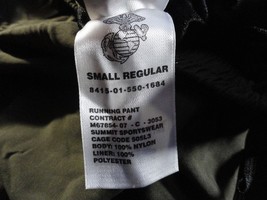 SMALL REGULAR
8415-01-550-1684
RUNNING PANT
CONTRACT #
M67854-07-C-3053
SUMMIT SPORTSWEAR
CAGE CODE 50SL3
BODY: 100% NYLON
LINER: 100%
POLYESTER